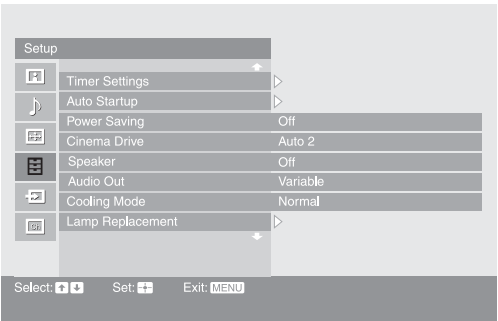 Setup
Timer Settings
Auto Startup
Power Saving Off
Cinema Drive Auto 2
Speaker Off
Audio Out Variable
Cooling Mode Normal
Lamp Replacement
Ch
Select: Set: Exit: MENU